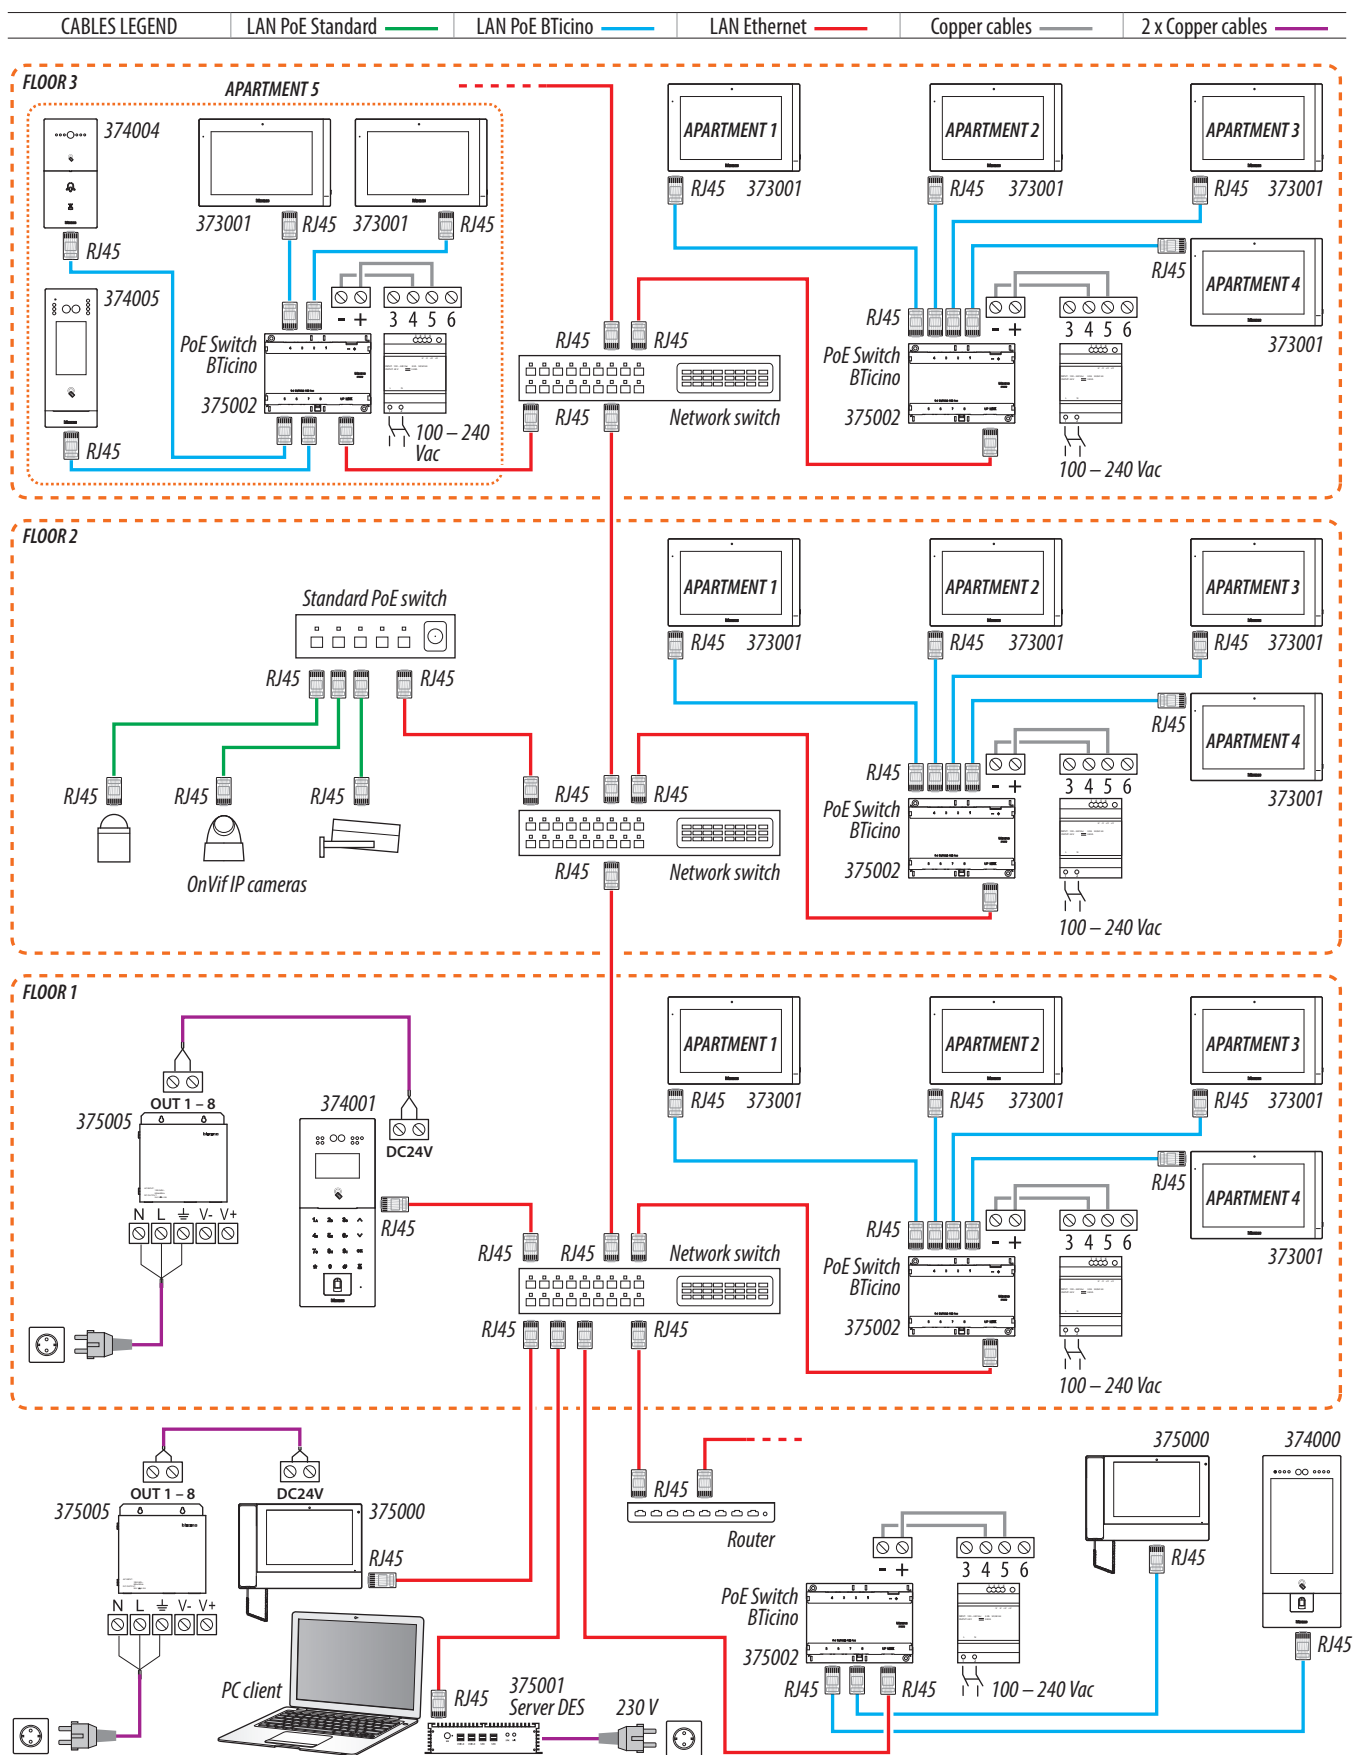 CABLES LEGEND LAN PoE Standard LAN PoE BTicino LAN Ethernet Copper cables 2 x Copper cables
FLOOR 3
APARTMENT 5
374004
373001 RJ45 373001 RJ45
RJ45
374005
- + 3 4 5 6
PoE Switch
BTicino
375002
100 – 240
Vac
RJ45
APARTMENT 1
RJ45 373001
APARTMENT 2
RJ45 373001
APARTMENT 3
RJ45 373001
APARTMENT 4
RJ45
373001
RJ45 RJ45
RJ45
Network switch
RJ45
- + 3 4 5 6
PoE Switch
BTicino
375002
100 – 240 Vac
FLOOR 2
Standard PoE switch
RJ45 RJ45
RJ45 RJ45 RJ45
OnVif IP cameras
APARTMENT 1
RJ45 373001
APARTMENT 2
RJ45 373001
APARTMENT 3
RJ45 373001
APARTMENT 4
RJ45
373001
RJ45 RJ45
RJ45
Network switch
RJ45
- + 3 4 5 6
PoE Switch
BTicino
375002
100 – 240 Vac
FLOOR 1
OUT 1 – 8
375005
374001
DC24V
N L V- V+
RJ45
APARTMENT 1
RJ45 373001
APARTMENT 2
RJ45 373001
APARTMENT 3
RJ45 373001
APARTMENT 4
RJ45
373001
RJ45 RJ45
Network switch
RJ45 RJ45
RJ45
- + 3 4 5 6
PoE Switch
BTicino
375002
100 – 240 Vac
OUT 1 – 8
DC24V
375005
375000
RJ45
N L V- V+
PC client
RJ45
375001
Server DES
230 V
RJ45
Router
- + 3 4 5 6
PoE Switch
BTicino
375002
RJ45 RJ45
100 – 240 Vac
375000
RJ45
374000
RJ45